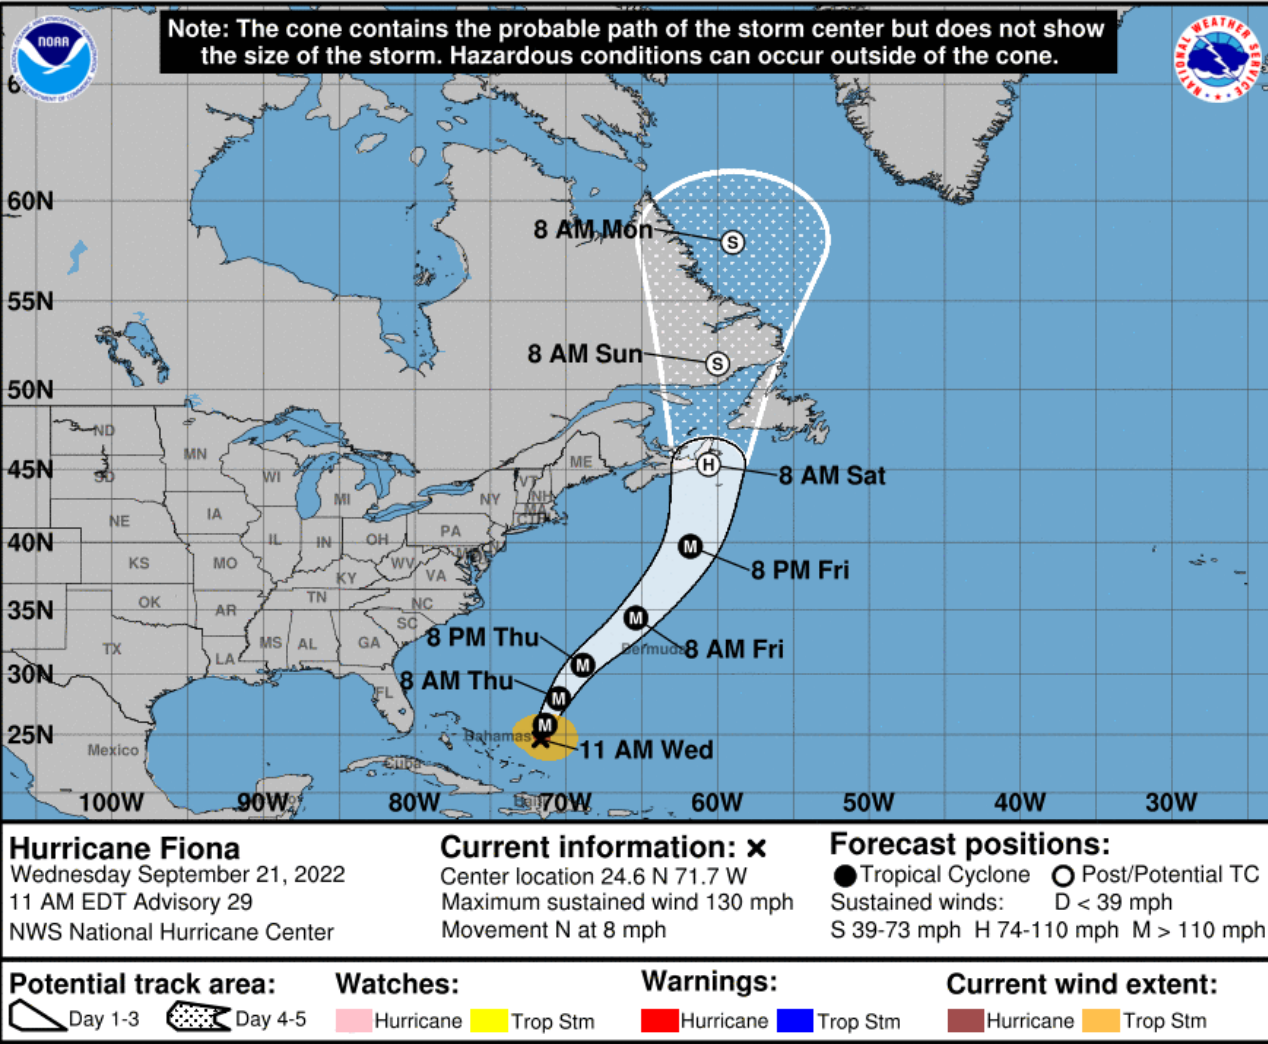 Note: The cone contains the probable path of the storm center but does not show
the size of the storm. Hazardous conditions can occur outside of the cone.
NOAA
NATIONAL WEATHER SERVICE
60N
8 AM Mon
S
55N
8 AM Sun
S
50N
ND
MN
SD
WI
ME
VT
NH
MA
H
8 AM Sat
45N
MI
NY
NE
IA
IL
IN
OH
PA
40N
M
8 PM Fri
KS
MO
WV
VA
KY
OK
AR
TN
NC
SC
35N
M
8 AM Fri
Bermuda
TX
MS
AL
GA
LA
8 PM Thu
M
30N
8 AM Thu
M
FL
M
25N
Bahamas
11 AM Wed
Mexico
Cuba
100W
90W
80W
70W
60W
50W
40W
30W
Hurricane Fiona
Wednesday September 21, 2022
11 AM EDT Advisory 29
NWS National Hurricane Center
Current information: x
Center location 24.6 N 71.7 W
Maximum sustained wind 130 mph
Movement N at 8 mph
Forecast positions:
Tropical Cyclone Post/Potential TC
Sustained winds: D < 39 mph
S 39-73 mph H 74-110 mph M > 110 mph
Potential track area:
Day 1-3 Day 4-5
Watches:
Hurricane Trop Stm
Warnings:
Hurricane Trop Stm
Current wind extent:
Hurricane Trop Stm